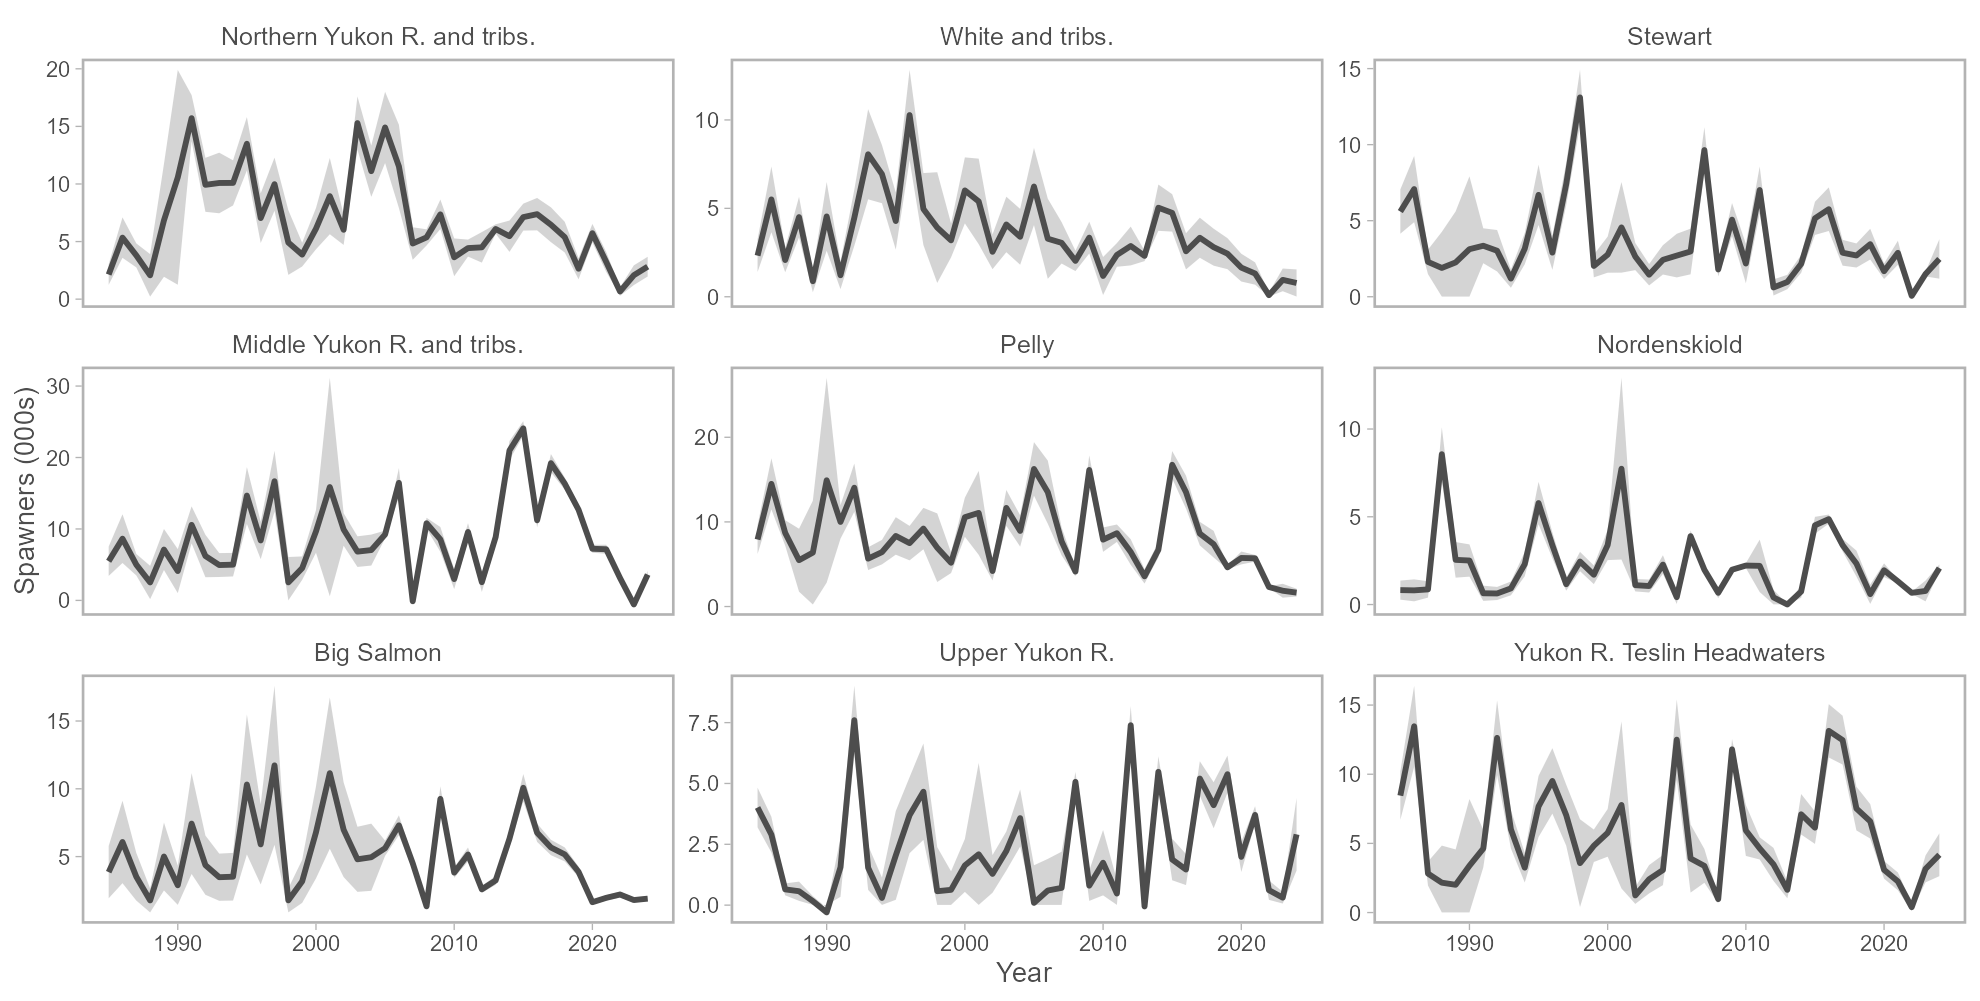 Northern Yukon R. and tribs.
White and tribs.
Stewart
20
15
10
5
0
10
5
0
15
10
5
0
Middle Yukon R. and tribs.
Pelly
Nordenskiold
30
20
10
0
20
10
0
10
5
0
Spawners (000s)
Big Salmon
Upper Yukon R.
Yukon R. Teslin Headwaters
15
10
5
7.5
5.0
2.5
0.0
15
10
5
0
1990 2000 2010 2020
1990 2000 2010 2020
1990 2000 2010 2020
Year